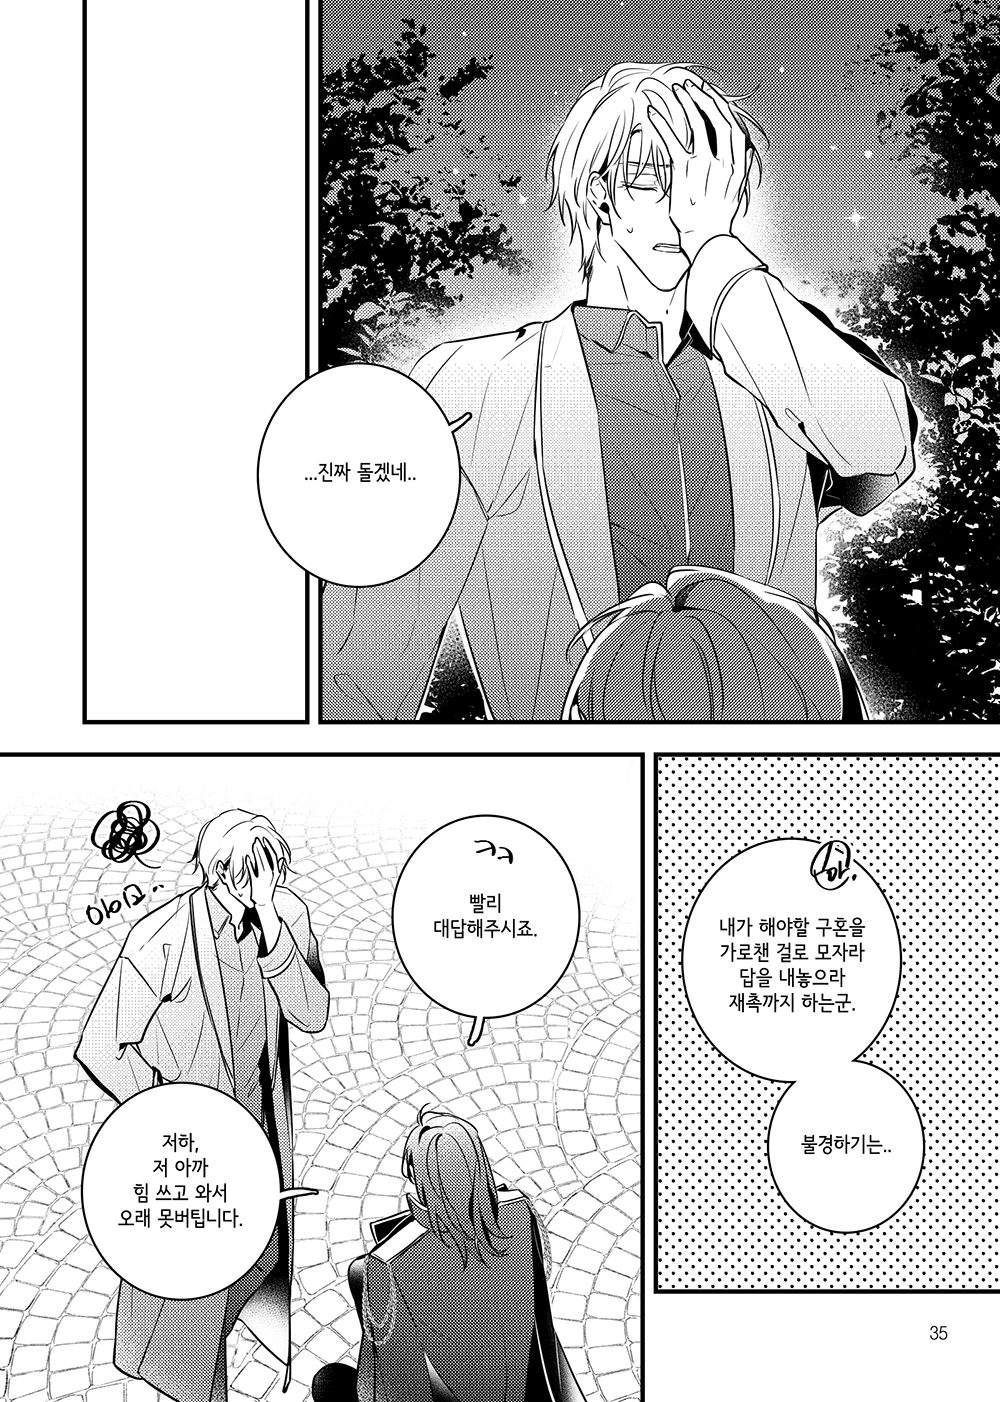 ...진짜 돌겠네..
하.
내가 해야할 구혼을
가로챈 걸로 모자라
답을 내놓으라
재촉까지 하는군.
불경하기는..
ㅋㅋ
빨리
대답해주시죠.
아이고..
저하,
저 아까
힘 쓰고 와서
오래 못버팁니다.
35